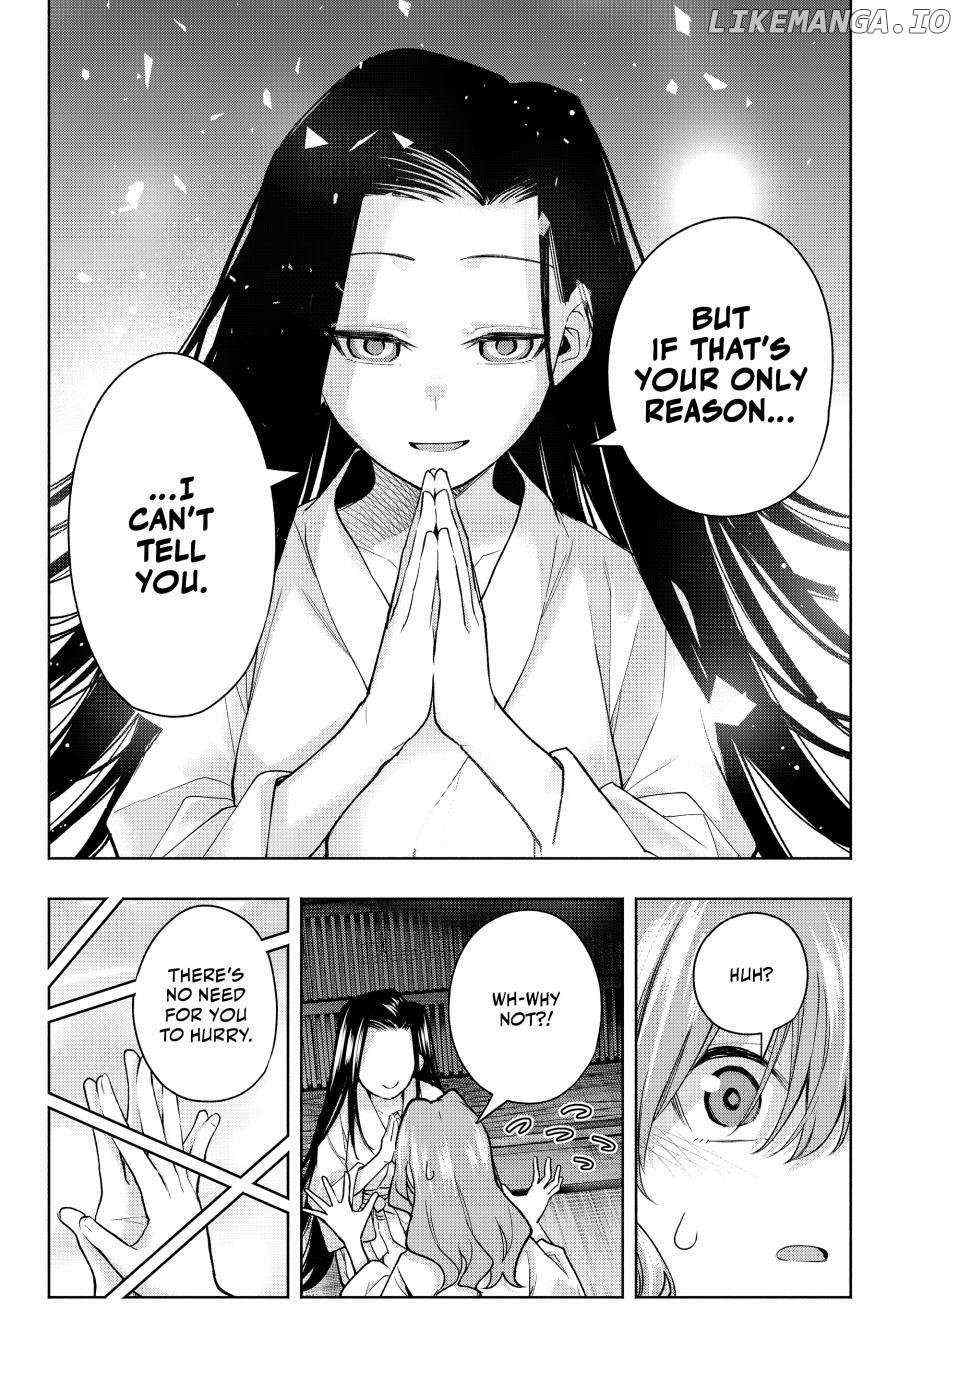 LIKEMANGA.IO
BUT
IF THAT'S
YOUR ONLY
REASON...
...I
CAN'T
TELL
YOU.
HUH?
WH-WHY
NOT?!
THERE'S
NO NEED
FOR YOU
TO HURRY.